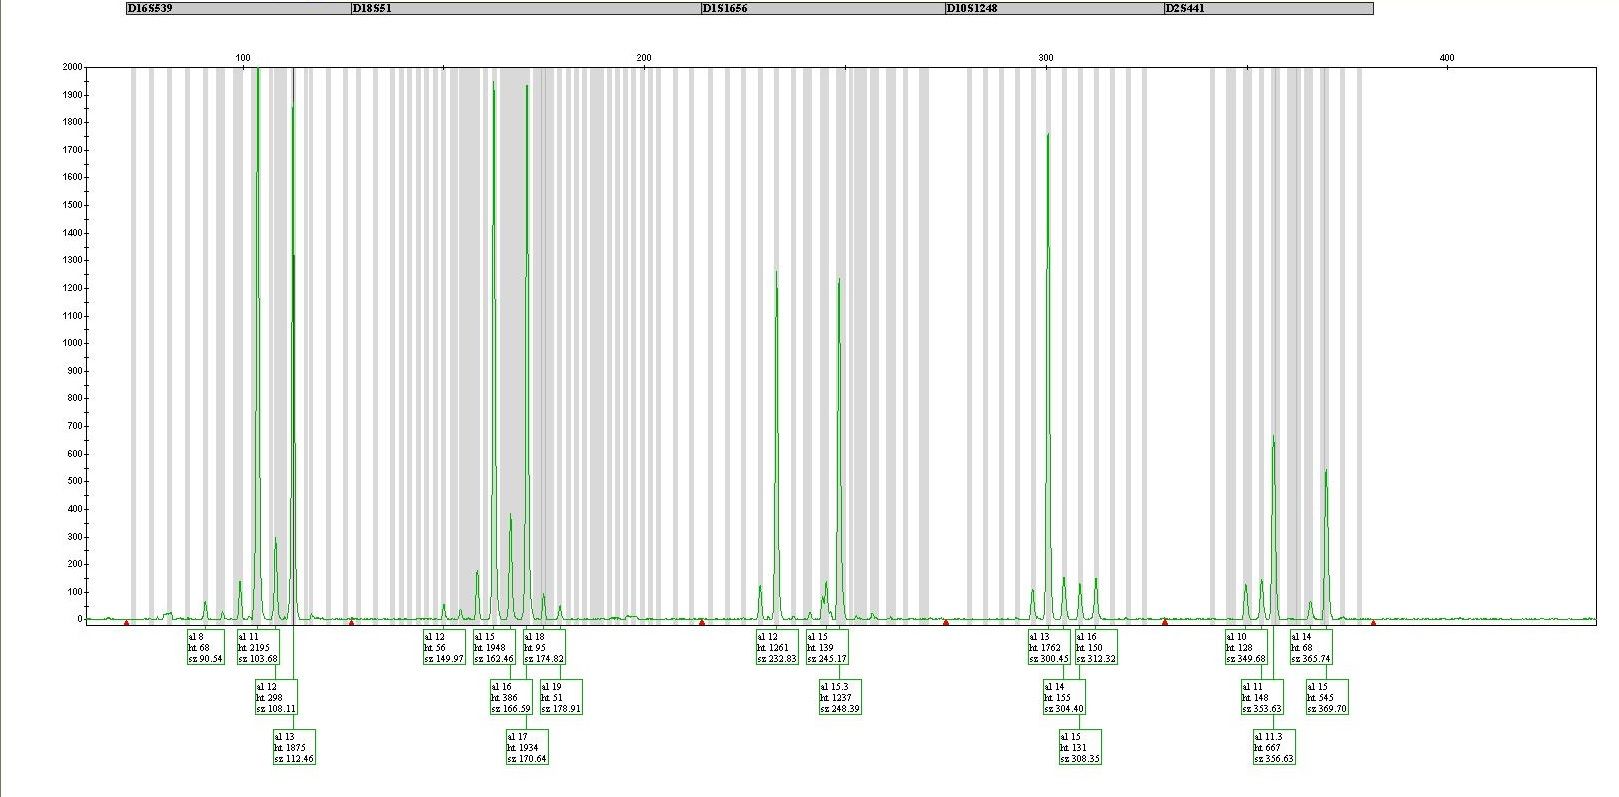 D16S539 D18S51 D1S1656 D10S1248 D2S441
100 200 300 400
2000
1900
1800
1700
1600
1500
1400
1300
1200
1100
1000
900
800
700
600
500
400
300
200
100
0
al 8
ht 68
sz 90.54
al 11
ht 2195
sz 103.68
al 12
ht 56
sz 149.97
al 15
ht 1948
sz 162.46
al 18
ht 95
sz 174.82
al 12
ht 1261
sz 232.83
al 15
ht 139
sz 245.17
al 13
ht 1762
sz 300.45
al 16
ht 150
sz 312.32
al 10
ht 128
sz 349.68
al 14
ht 68
sz 365.74
al 12
ht 298
sz 108.11
al 16
ht 386
sz 166.59
al 19
ht 51
sz 178.91
al 15.3
ht 1237
sz 248.39
al 14
ht 155
sz 304.40
al 11
ht 148
sz 353.63
al 15
ht 545
sz 369.70
al 13
ht 1875
sz 112.46
al 17
ht 1934
sz 170.64
al 15
ht 131
sz 308.35
al 11.3
ht 667
sz 356.63